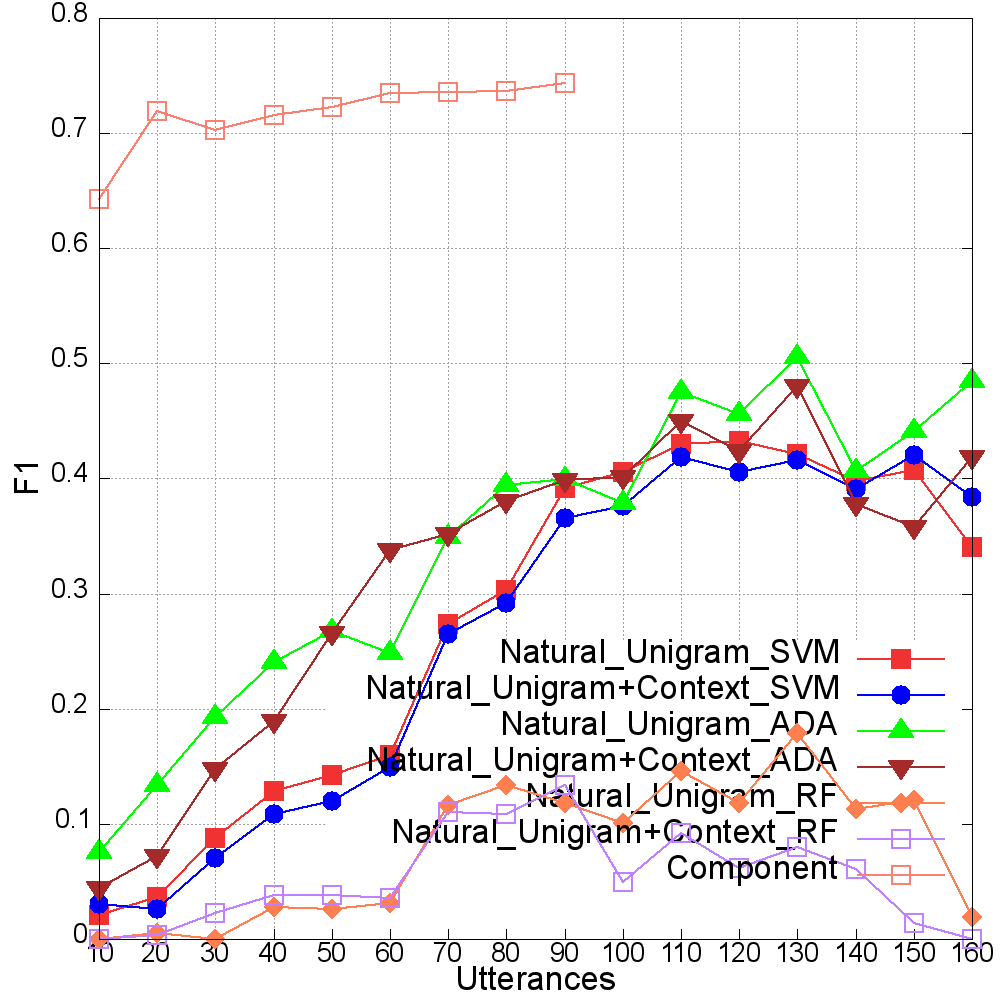 0.8
0.7
0.6
0.5
0.4
0.3
0.2
0.1
0
F1
Natural_Unigram_SVM
Natural_Unigram+Context_SVM
Natural_Unigram_ADA
Natural_Unigram+Context_ADA
Natural_Unigram_RF
Natural_Unigram+Context_RF
Component
10 20 30 40 50 60 70 80 90 100 110 120 130 140 150 160
Utterances